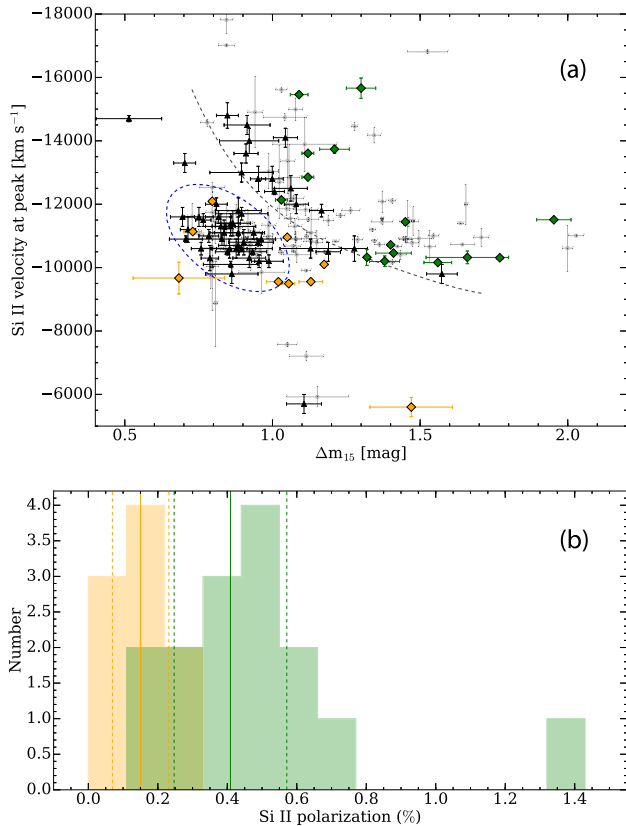 (a)
−18000
−16000
−14000
−12000
−10000
−8000
−6000
Si II velocity at peak [km s⁻¹]
0.5 1.0 1.5 2.0
Δm₁₅ [mag]
(b)
4.0
3.5
3.0
2.5
2.0
1.5
1.0
0.5
0.0
Number
0.0 0.2 0.4 0.6 0.8 1.0 1.2 1.4
Si II polarization (%)